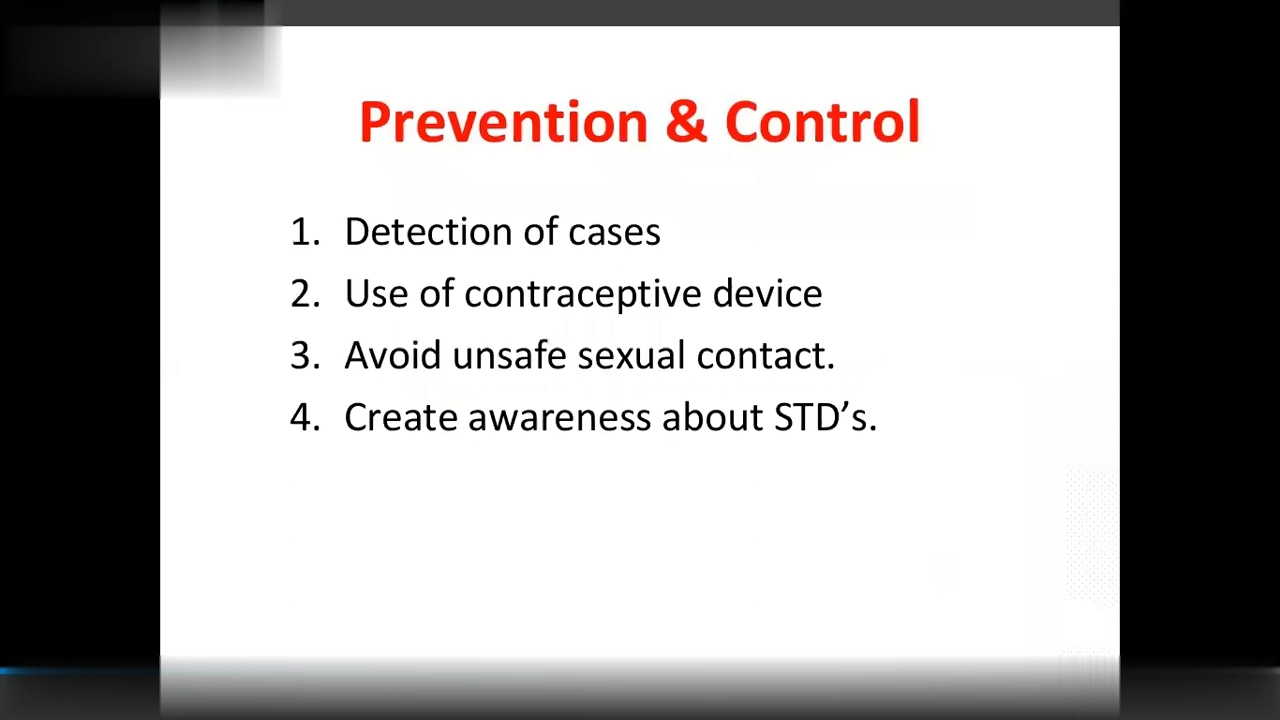 Prevention & Control
1. Detection of cases
2. Use of contraceptive device
3. Avoid unsafe sexual contact.
4. Create awareness about STD’s.